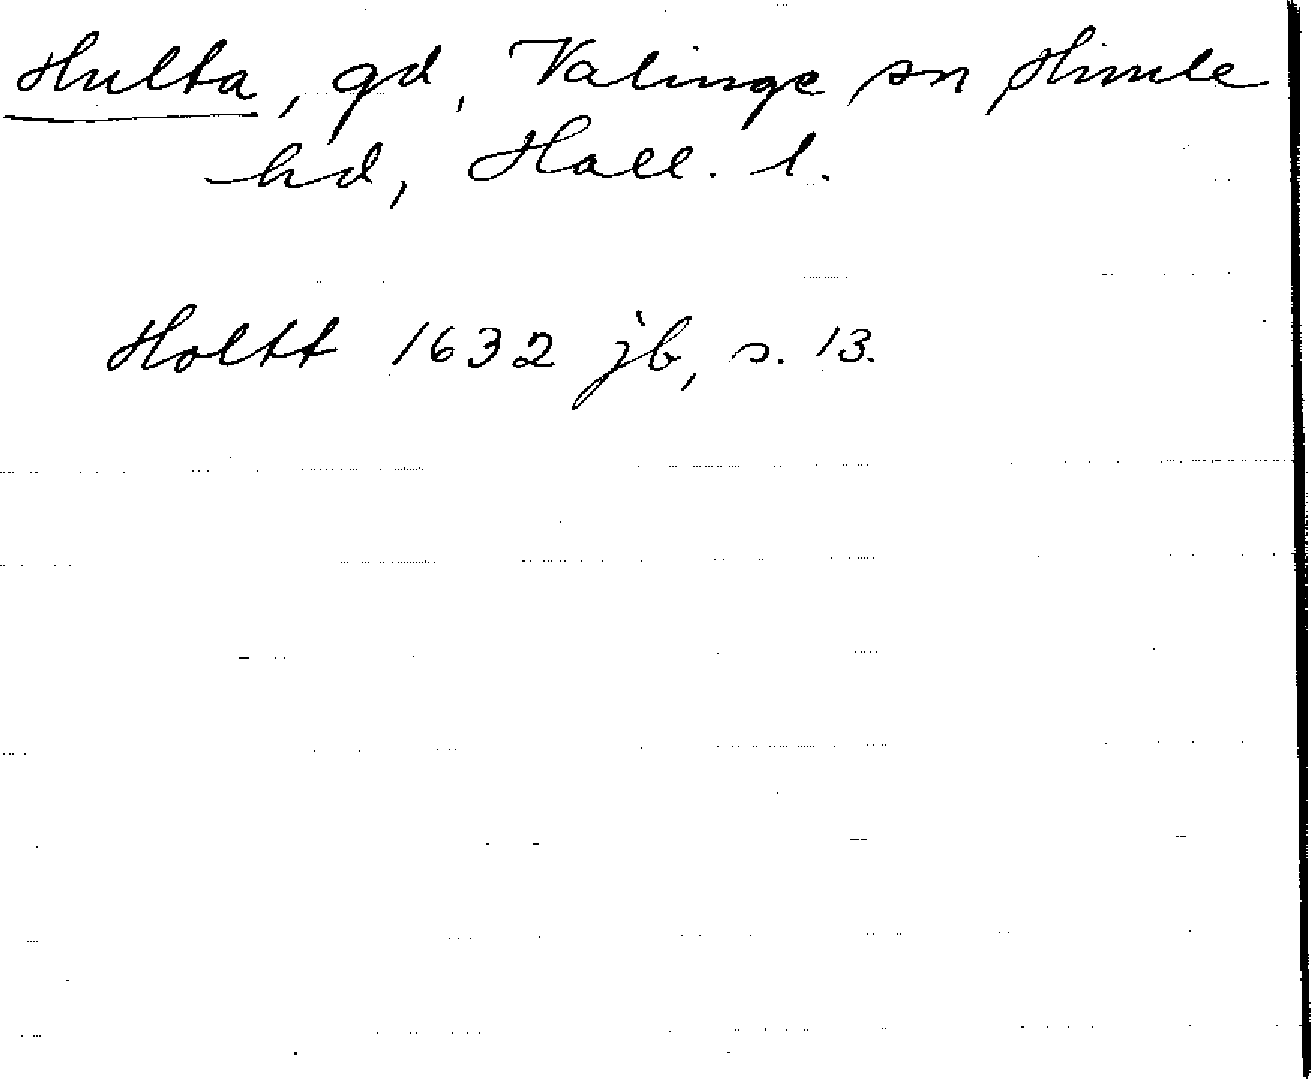 Hulta, gd, Valinge sn Himle
hd, Hall. l.
Holtt 1632 jb, s. 13.